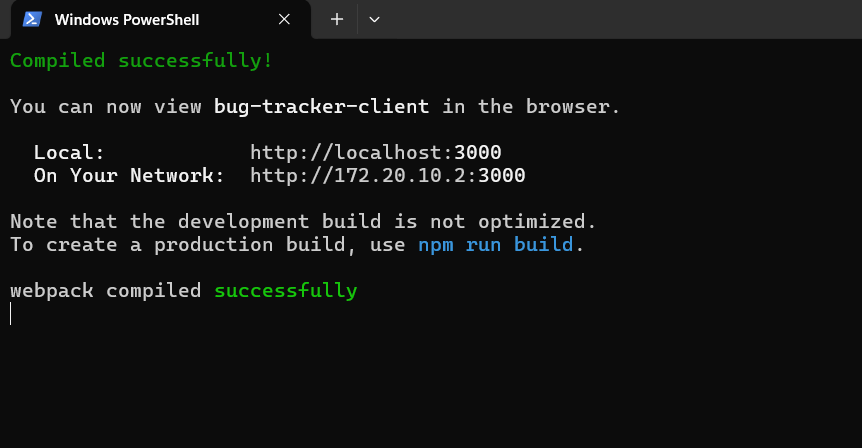 Windows PowerShell
Compiled successfully!
You can now view bug-tracker-client in the browser.
Local: http://localhost:3000
On Your Network: http://172.20.10.2:3000
Note that the development build is not optimized.
To create a production build, use npm run build.
webpack compiled successfully